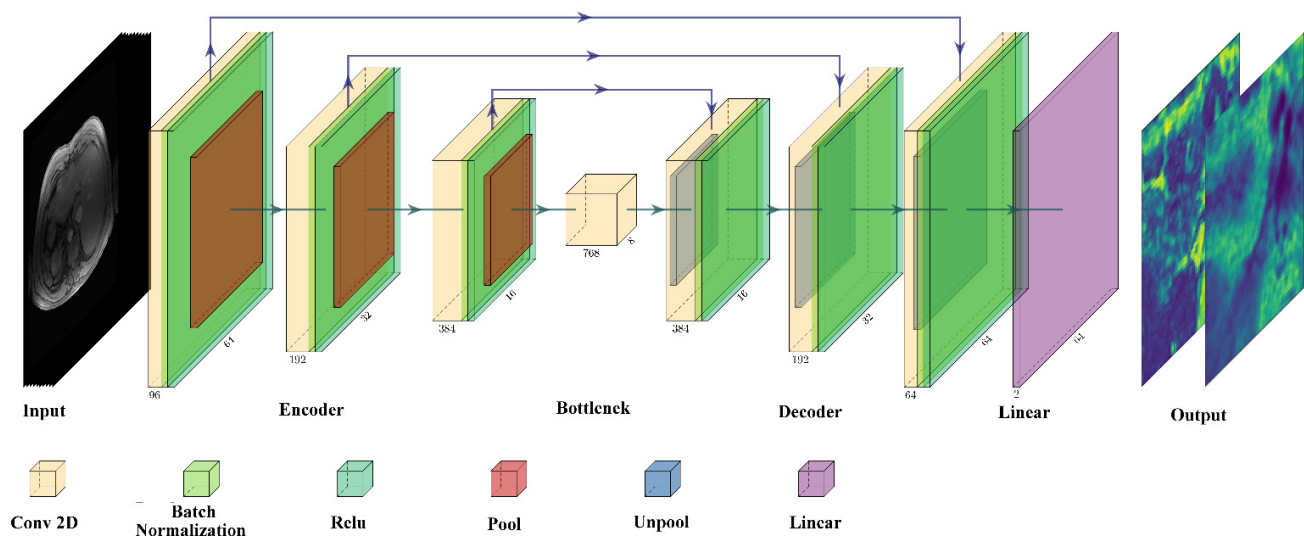 768
8
16
16
32
32
64
64
64
384
384
192
192
96
64
2
Input
Encoder
Bottlenek
Decoder
Linear
Output
Conv 2D
Batch
Normalization
Relu
Pool
Unpool
Linear